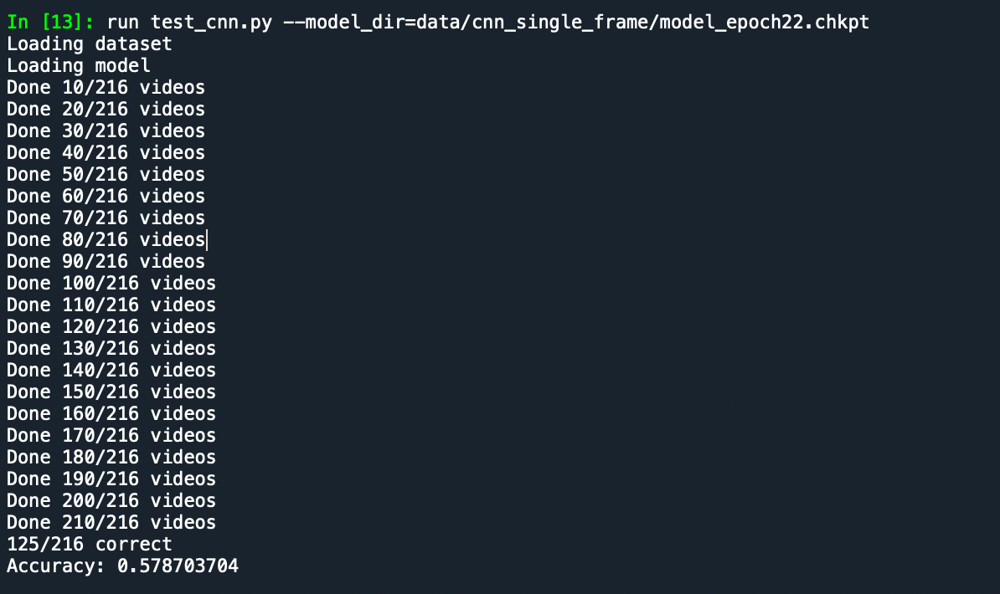 In [13]: run test_cnn.py --model_dir=data/cnn_single_frame/model_epoch22.chkpt
Loading dataset
Loading model
Done 10/216 videos
Done 20/216 videos
Done 30/216 videos
Done 40/216 videos
Done 50/216 videos
Done 60/216 videos
Done 70/216 videos
Done 80/216 videos
Done 90/216 videos
Done 100/216 videos
Done 110/216 videos
Done 120/216 videos
Done 130/216 videos
Done 140/216 videos
Done 150/216 videos
Done 160/216 videos
Done 170/216 videos
Done 180/216 videos
Done 190/216 videos
Done 200/216 videos
Done 210/216 videos
125/216 correct
Accuracy: 0.578703704